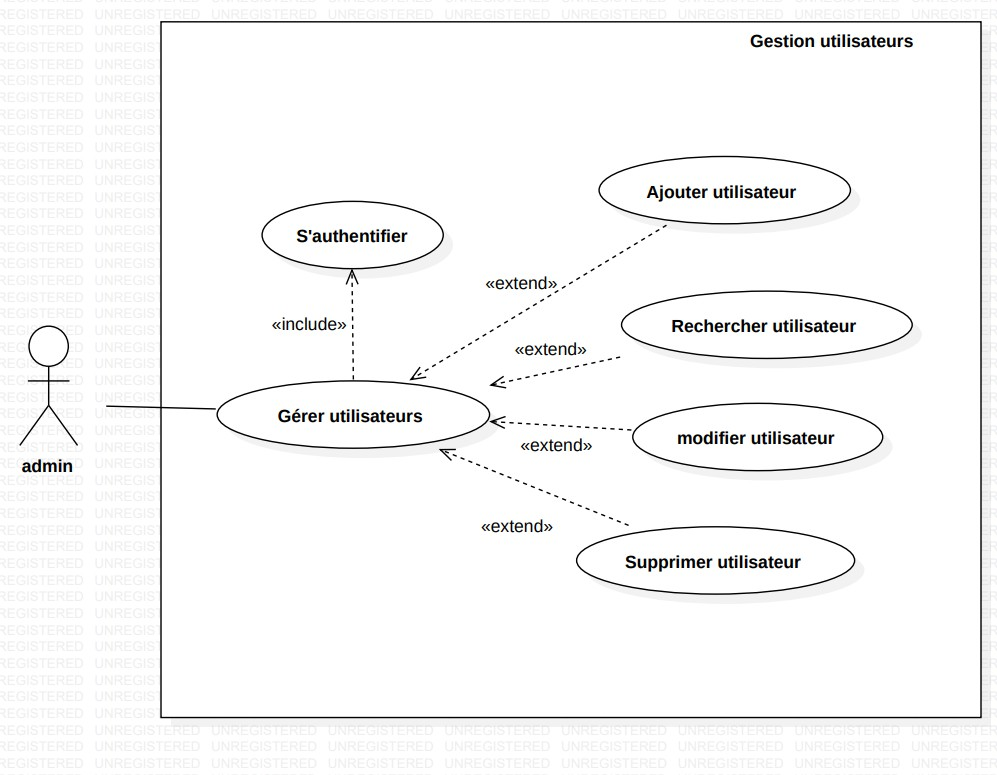 Gestion utilisateurs
Ajouter utilisateur
S'authentifier
«extend»
«include»
Rechercher utilisateur
«extend»
Gérer utilisateurs
modifier utilisateur
«extend»
admin
«extend»
Supprimer utilisateur
UNREGISTERED